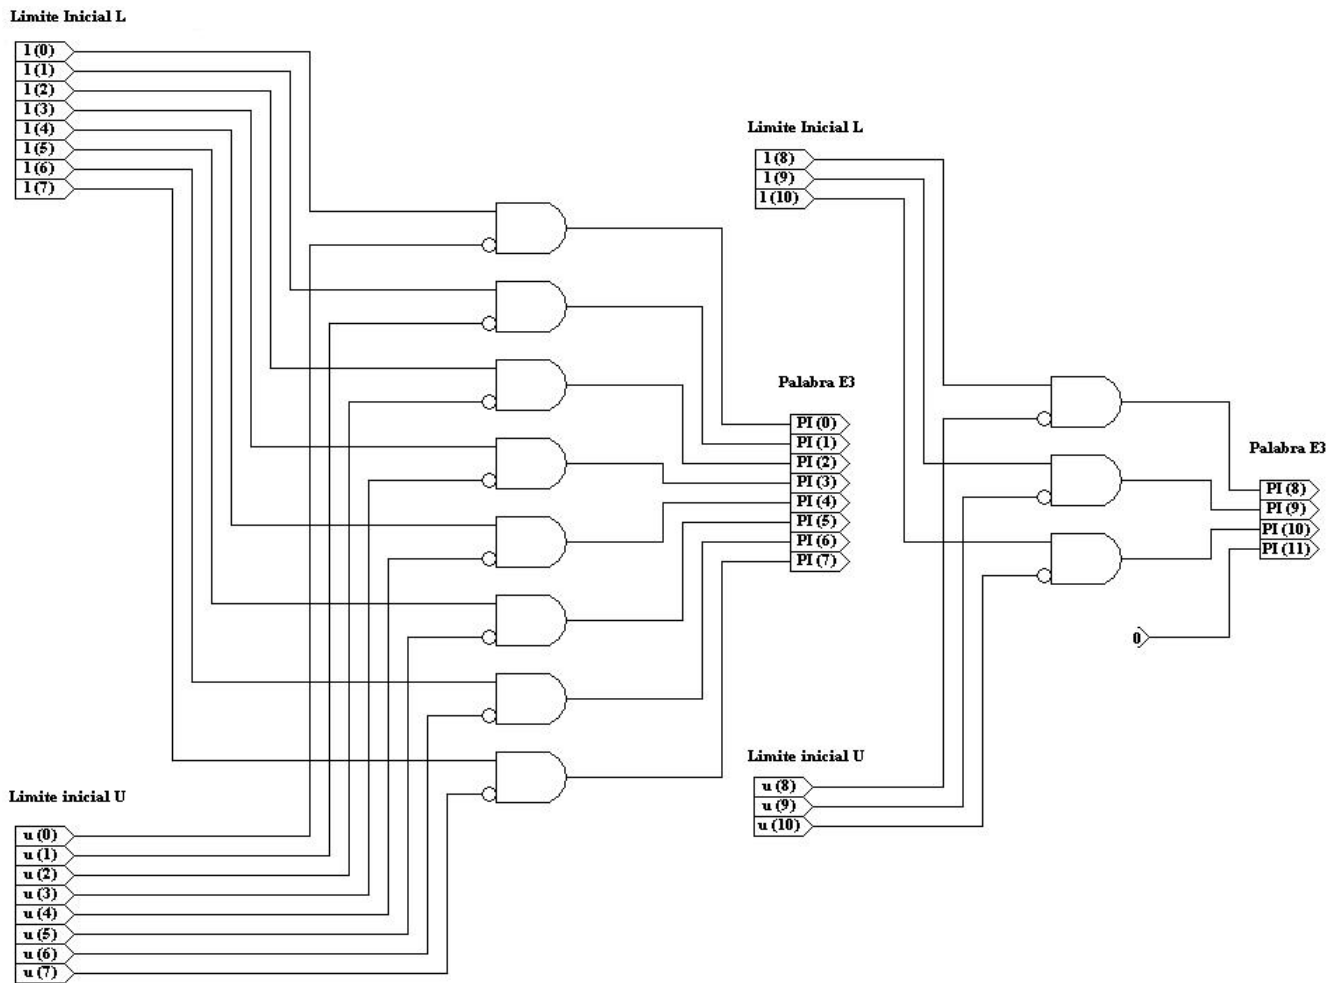 Limite Inicial L
l (0)
l (1)
l (2)
l (3)
l (4)
l (5)
l (6)
l (7)
Limite inicial U
u (0)
u (1)
u (2)
u (3)
u (4)
u (5)
u (6)
u (7)
Palabra E3
PI (0)
PI (1)
PI (2)
PI (3)
PI (4)
PI (5)
PI (6)
PI (7)
Limite Inicial L
l (8)
l (9)
l (10)
Limite inicial U
u (8)
u (9)
u (10)
Palabra E3
PI (8)
PI (9)
PI (10)
PI (11)
0